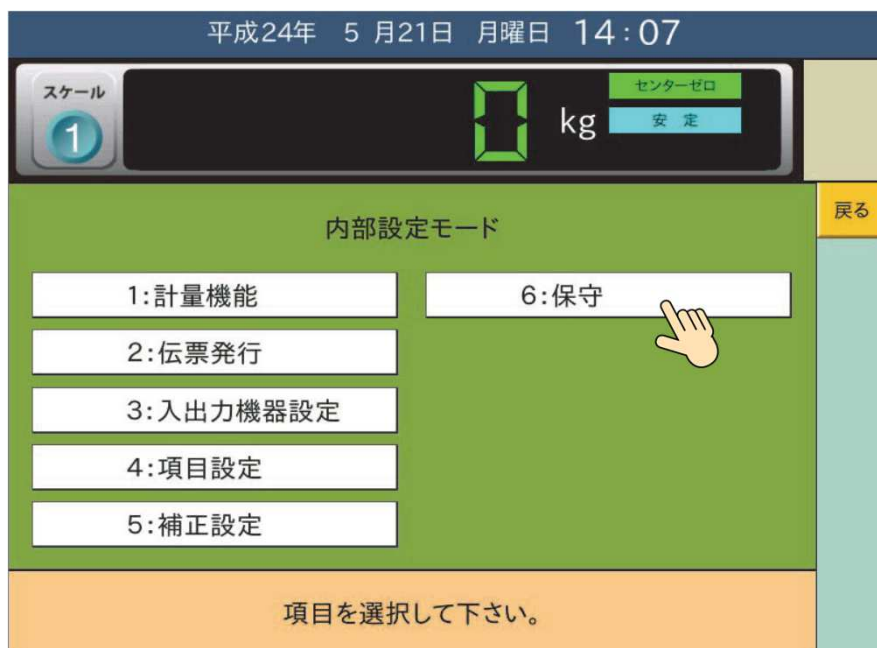 平成24年 5月21日 月曜日 14:07
スケール
1
0 kg
センターゼロ
安定
戻る
内部設定モード
1:計量機能
2:伝票発行
3:入出力機器設定
4:項目設定
5:補正設定
6:保守
項目を選択して下さい。